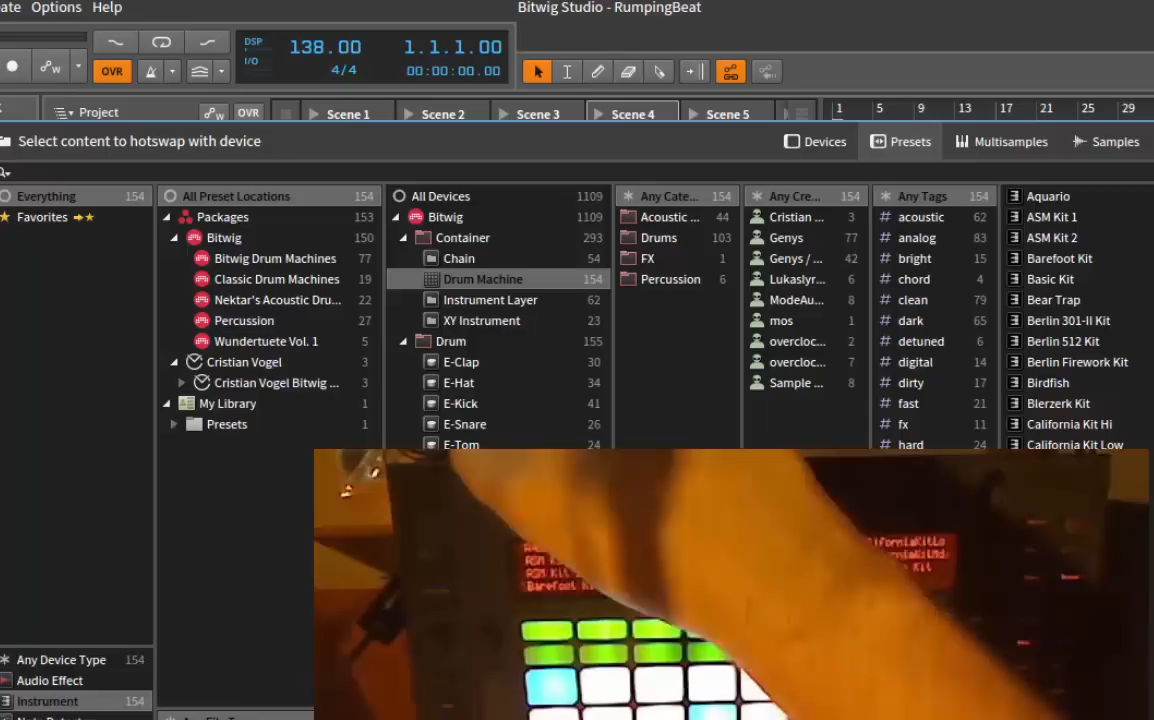 eate Options Help
Bitwig Studio - RumpingBeat
OVR
DSP
I/O
138.00
4/4
1.1.1.00
00:00:00.00
Project
OVR
Scene 1
Scene 2
Scene 3
Scene 4
Scene 5
1 5 9 13 17 21 25 29
Select content to hotswap with device
Devices
Presets
Multisamples
Samples
Everything 154
Favorites
Any Device Type 154
Audio Effect
Instrument 154
All Preset Locations 154
Packages 153
Bitwig 150
Bitwig Drum Machines 77
Classic Drum Machines 19
Nektar's Acoustic Dru... 22
Percussion 27
Wundertuete Vol. 1 5
Cristian Vogel 3
Cristian Vogel Bitwig ... 3
My Library 1
Presets 1
All Devices 1109
Bitwig 1109
Container 293
Chain 54
Drum Machine 154
Instrument Layer 62
XY Instrument 23
Drum 155
E-Clap 30
E-Hat 34
E-Kick 41
E-Snare 26
E-Tom 24
Any Cate... 154
Acoustic ... 44
Drums 103
FX 1
Percussion 6
Any Cre... 154
Cristian ... 3
Genys 77
Genys / ... 42
Lukaslyr... 6
ModeAu... 8
mos 1
overcloc... 2
overcloc... 7
Sample ... 8
Any Tags 154
# acoustic 62
# analog 83
# bright 15
# chord 4
# clean 79
# dark 65
# detuned 6
# digital 14
# dirty 17
# fast 21
# fx 11
# hard 24
Aquario
ASM Kit 1
ASM Kit 2
Barefoot Kit
Basic Kit
Bear Trap
Berlin 301-II Kit
Berlin 512 Kit
Berlin Firework Kit
Birdfish
Blerzerk Kit
California Kit Hi
California Kit Low